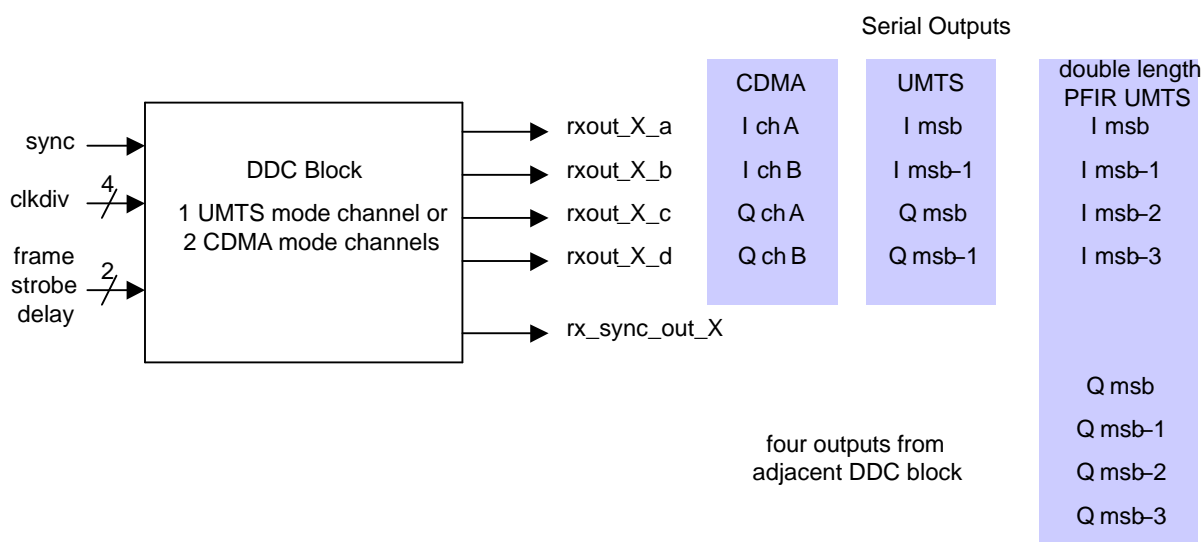 Serial Outputs
CDMA
UMTS
double length
PFIR UMTS
sync
clkdiv
4
frame
strobe
delay
2
DDC Block
1 UMTS mode channel or
2 CDMA mode channels
rxout_X_a
I ch A
I msb
I msb
rxout_X_b
I ch B
I msb–1
I msb-1
rxout_X_c
Q ch A
Q msb
I msb–2
rxout_X_d
Q ch B
Q msb–1
I msb–3
rx_sync_out_X
four outputs from
adjacent DDC block
Q msb
Q msb–1
Q msb–2
Q msb–3